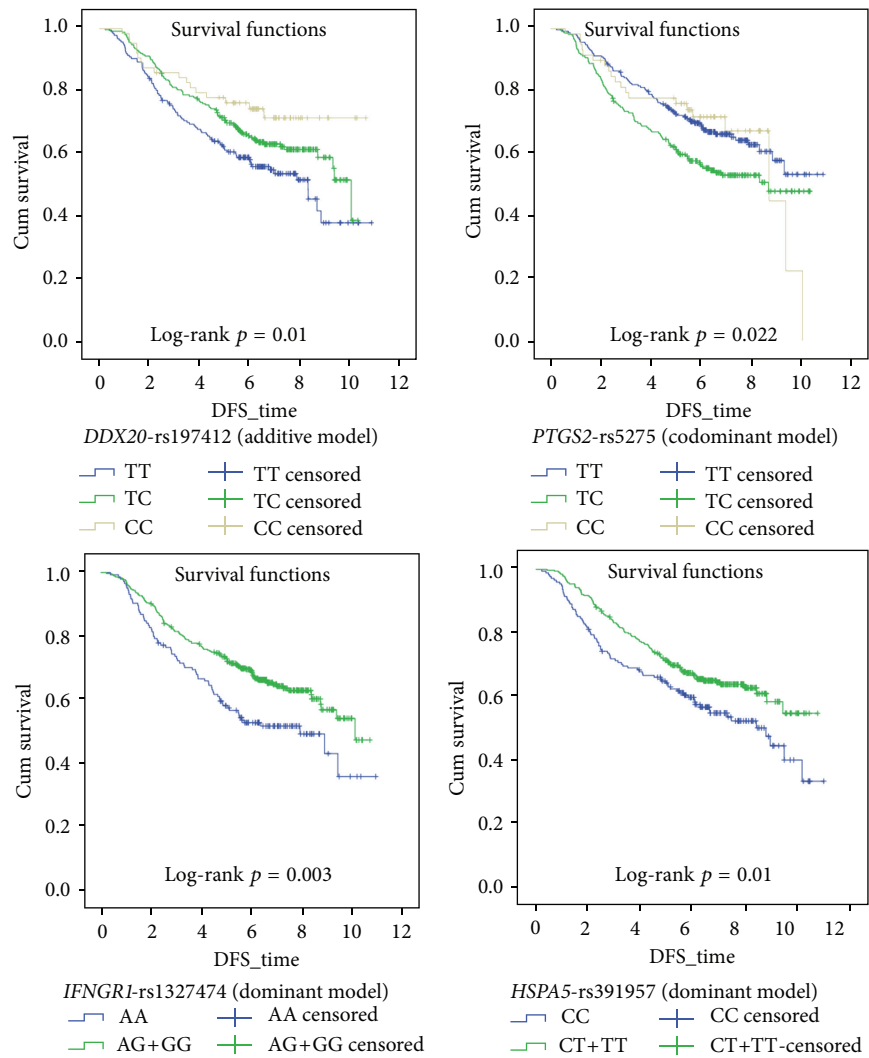 Survival functions
1.0
0.8
0.6
0.4
0.2
0.0
Cum survival
Log-rank p = 0.01
0 2 4 6 8 10 12
DFS_time
DDX20-rs197412 (additive model)
TT TT censored
TC TC censored
CC CC censored
Survival functions
1.0
0.8
0.6
0.4
0.2
0.0
Cum survival
Log-rank p = 0.022
0 2 4 6 8 10 12
DFS_time
PTGS2-rs5275 (codominant model)
TT TT censored
TC TC censored
CC CC censored
Survival functions
1.0
0.8
0.6
0.4
0.2
0.0
Cum survival
Log-rank p = 0.003
0 2 4 6 8 10 12
DFS_time
IFNGR1-rs1327474 (dominant model)
AA AA censored
AG+GG AG+GG censored
Survival functions
1.0
0.8
0.6
0.4
0.2
0.0
Cum survival
Log-rank p = 0.01
0 2 4 6 8 10 12
DFS_time
HSPA5-rs391957 (dominant model)
CC CC censored
CT+TT CT+TT-censored